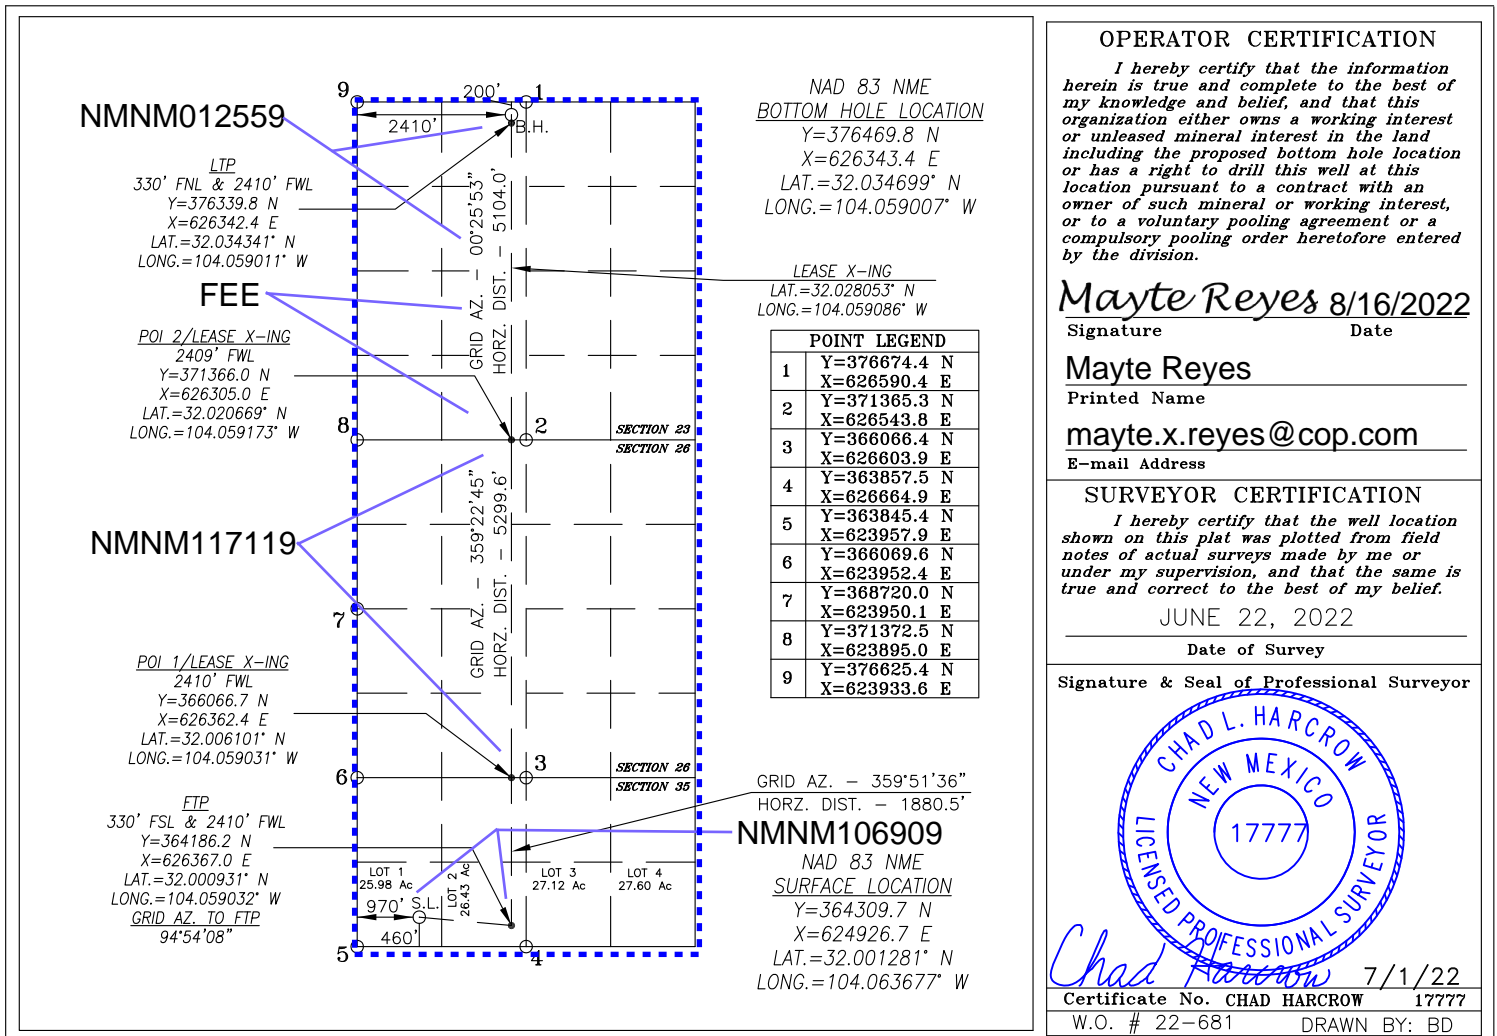 NMNM012559
LTP
330' FNL & 2410' FWL
Y=376339.8 N
X=626342.4 E
LAT.=32.034341° N
LONG.=104.059011° W
FEE
POI 2/LEASE X-ING
2409' FWL
Y=371366.0 N
X=626305.0 E
LAT.=32.020669° N
LONG.=104.059173° W
NMNM117119
POI 1/LEASE X-ING
2410' FWL
Y=366066.7 N
X=626362.4 E
LAT.=32.006101° N
LONG.=104.059031° W
FTP
330' FSL & 2410' FWL
Y=364186.2 N
X=626367.0 E
LAT.=32.000931° N
LONG.=104.059032° W
GRID AZ. TO FTP
94°54'08"
9
200'
1
2410'
B.H.
GRID AZ. - 00°25'53"
HORZ. DIST. - 5104.0'
8
2
SECTION 23
SECTION 26
GRID AZ. - 359°22'45"
HORZ. DIST. - 5299.6'
7
6
3
SECTION 26
SECTION 35
LOT 1
25.98 Ac
LOT 2
26.43 Ac
LOT 3
27.12 Ac
LOT 4
27.60 Ac
970'
S.L.
460'
5
4
NAD 83 NME
BOTTOM HOLE LOCATION
Y=376469.8 N
X=626343.4 E
LAT.=32.034699° N
LONG.=104.059007° W
LEASE X-ING
LAT.=32.028053° N
LONG.=104.059086° W
POINT LEGEND
1 Y=376674.4 N
X=626590.4 E
2 Y=371365.3 N
X=626543.8 E
3 Y=366066.4 N
X=626603.9 E
4 Y=363857.5 N
X=626664.9 E
5 Y=363845.4 N
X=623957.9 E
6 Y=366069.6 N
X=623952.4 E
7 Y=368720.0 N
X=623950.1 E
8 Y=371372.5 N
X=623895.0 E
9 Y=376625.4 N
X=623933.6 E
GRID AZ. - 359°51'36"
HORZ. DIST. - 1880.5'
NMNM106909
NAD 83 NME
SURFACE LOCATION
Y=364309.7 N
X=624926.7 E
LAT.=32.001281° N
LONG.=104.063677° W
OPERATOR CERTIFICATION
I hereby certify that the information
herein is true and complete to the best of
my knowledge and belief, and that this
organization either owns a working interest
or unleased mineral interest in the land
including the proposed bottom hole location
or has a right to drill this well at this
location pursuant to a contract with an
owner of such mineral or working interest,
or to a voluntary pooling agreement or a
compulsory pooling order heretofore entered
by the division.
Mayte Reyes 8/16/2022
Signature Date
Mayte Reyes
Printed Name
mayte.x.reyes@cop.com
E-mail Address
SURVEYOR CERTIFICATION
I hereby certify that the well location
shown on this plat was plotted from field
notes of actual surveys made by me or
under my supervision, and that the same is
true and correct to the best of my belief.
JUNE 22, 2022
Date of Survey
Signature & Seal of Professional Surveyor
CHAD L. HARCROW
NEW MEXICO
17777
LICENSED PROFESSIONAL SURVEYOR
Chad Harcrow 7/1/22
Certificate No. CHAD HARCROW 17777
W.O. # 22-681 DRAWN BY: BD